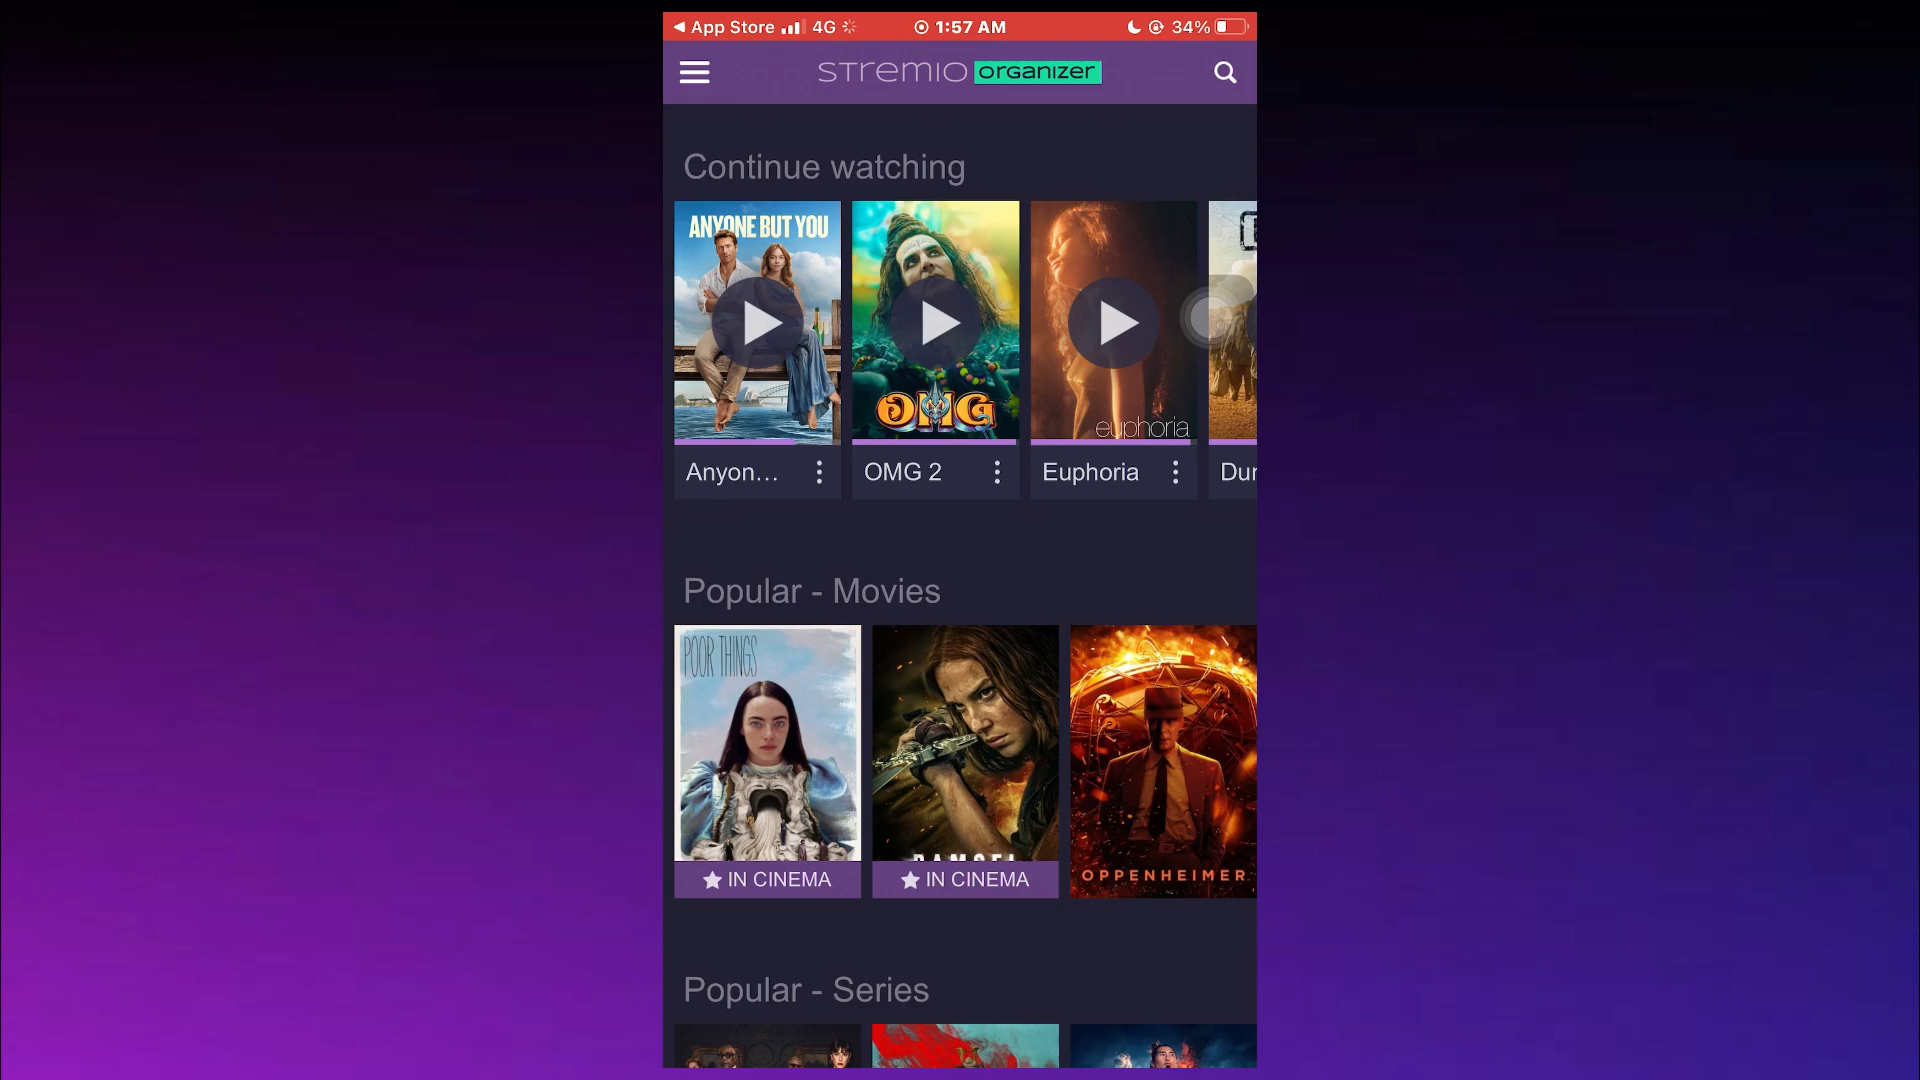 App Store 4G 1:57 AM 34%
STREMIO ORGANIZER
Continue watching
ANYONE BUT YOU
OMG
2
euphoria
Anyon...
OMG 2
Euphoria
Popular - Movies
POOR THINGS
OPPENHEIMER
IN CINEMA
IN CINEMA
Popular - Series